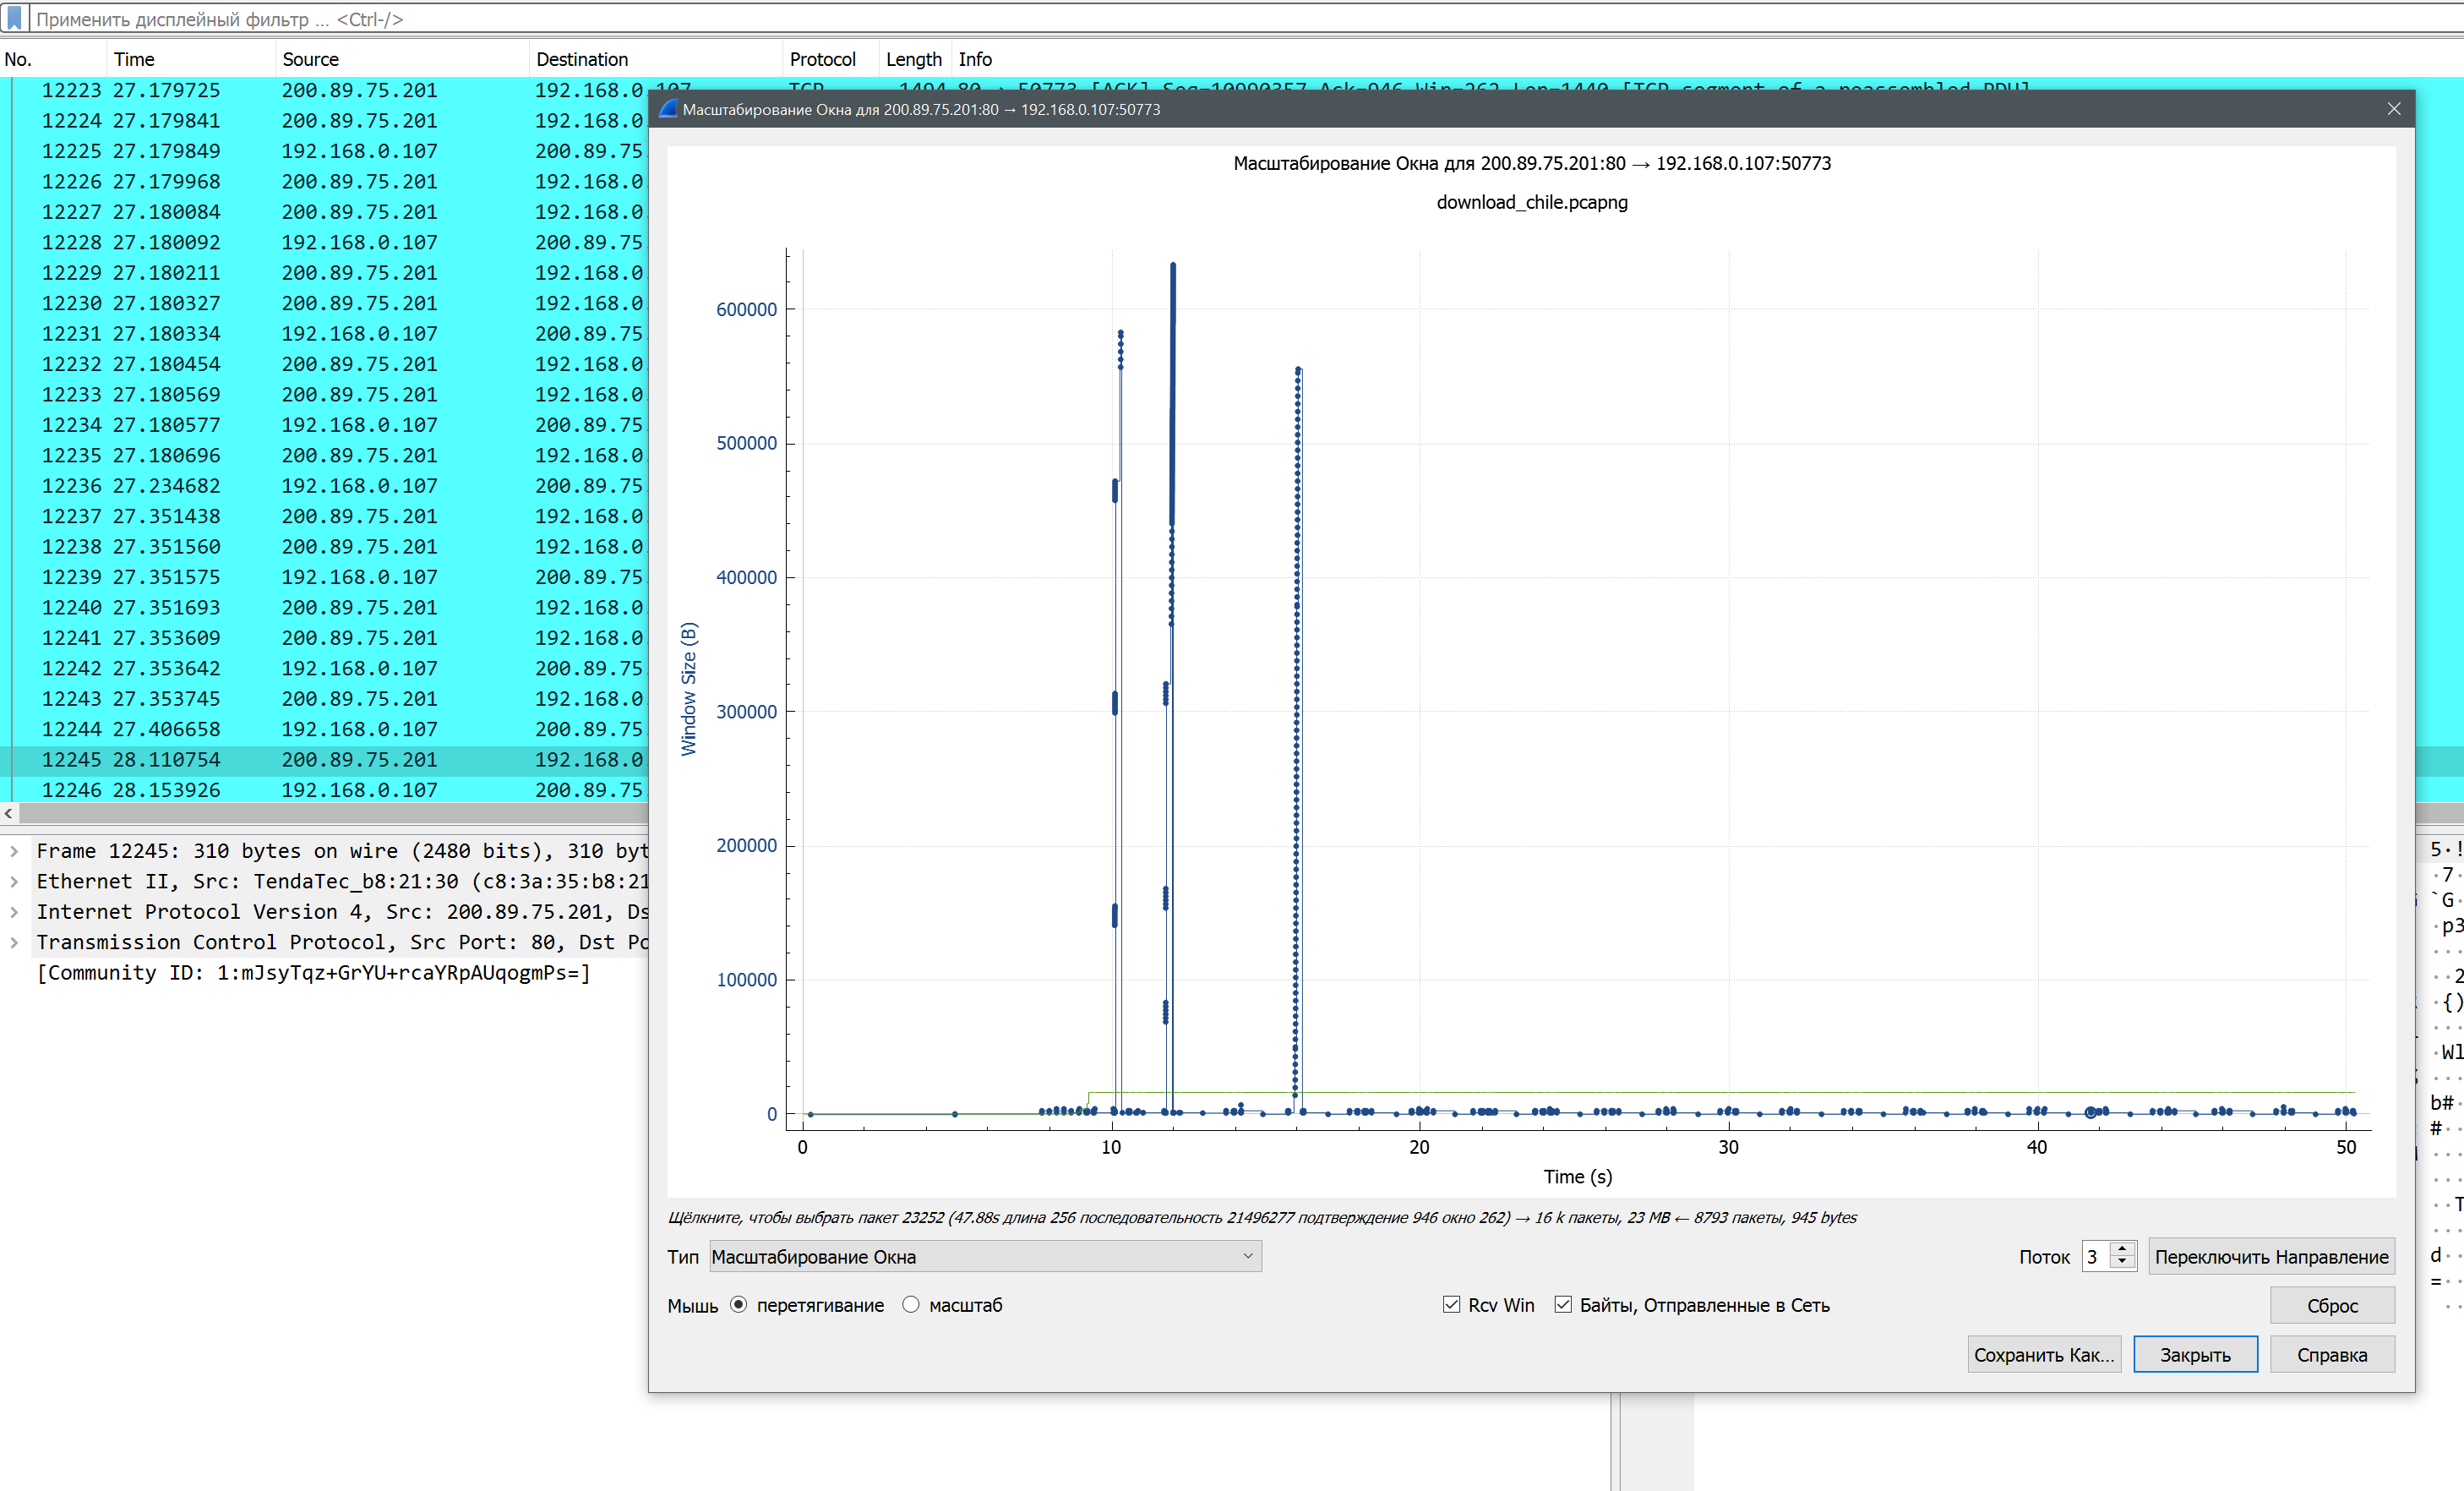 Применить дисплейный фильтр ... <Ctrl-/>
No. Time Source Destination Protocol Length Info
12223 27.179725 200.89.75.201 192.168.0.107 TCP 1494 80 → 50773 [ACK] Seq=10990357 Ack=946 Win=262 Len=1440 [TCP segment of a reassembled PDU]
12224 27.179841 200.89.75.201 192.168.0
12225 27.179849 192.168.0.107 200.89.75
12226 27.179968 200.89.75.201 192.168.0
12227 27.180084 200.89.75.201 192.168.0
12228 27.180092 192.168.0.107 200.89.75
12229 27.180211 200.89.75.201 192.168.0
12230 27.180327 200.89.75.201 192.168.0
12231 27.180334 192.168.0.107 200.89.75
12232 27.180454 200.89.75.201 192.168.0
12233 27.180569 200.89.75.201 192.168.0
12234 27.180577 192.168.0.107 200.89.75
12235 27.180696 200.89.75.201 192.168.0
12236 27.234682 192.168.0.107 200.89.75
12237 27.351438 200.89.75.201 192.168.0
12238 27.351560 200.89.75.201 192.168.0
12239 27.351575 192.168.0.107 200.89.75
12240 27.351693 200.89.75.201 192.168.0
12241 27.353609 200.89.75.201 192.168.0
12242 27.353642 192.168.0.107 200.89.75
12243 27.353745 200.89.75.201 192.168.0
12244 27.406658 192.168.0.107 200.89.75
12245 28.110754 200.89.75.201 192.168.0
12246 28.153926 192.168.0.107 200.89.75
Frame 12245: 310 bytes on wire (2480 bits), 310 byt
Ethernet II, Src: TendaTec_b8:21:30 (c8:3a:35:b8:21
Internet Protocol Version 4, Src: 200.89.75.201, Ds
Transmission Control Protocol, Src Port: 80, Dst Po
[Community ID: 1:mJsyTqz+GrYU+rcaYRpAUqogmPs=]
Масштабирование Окна для 200.89.75.201:80 → 192.168.0.107:50773
Масштабирование Окна для 200.89.75.201:80 → 192.168.0.107:50773
download_chile.pcapng
Window Size (B)
600000
500000
400000
300000
200000
100000
0
0 10 20 30 40 50
Time (s)
Щёлкните, чтобы выбрать пакет 23252 (47.88s длина 256 последовательность 21496277 подтверждение 946 окно 262) → 16 k пакеты, 23 MB ← 8793 пакеты, 945 bytes
Тип Масштабирование Окна Поток 3 Переключить Направление
Мышь перетягивание масштаб Rcv Win Байты, Отправленные в Сеть Сброс
Сохранить Как... Закрыть Справка
5·!
·7
`G·
·p3
··2
·{)
·Wl
b#
#··
··T
d··
=··